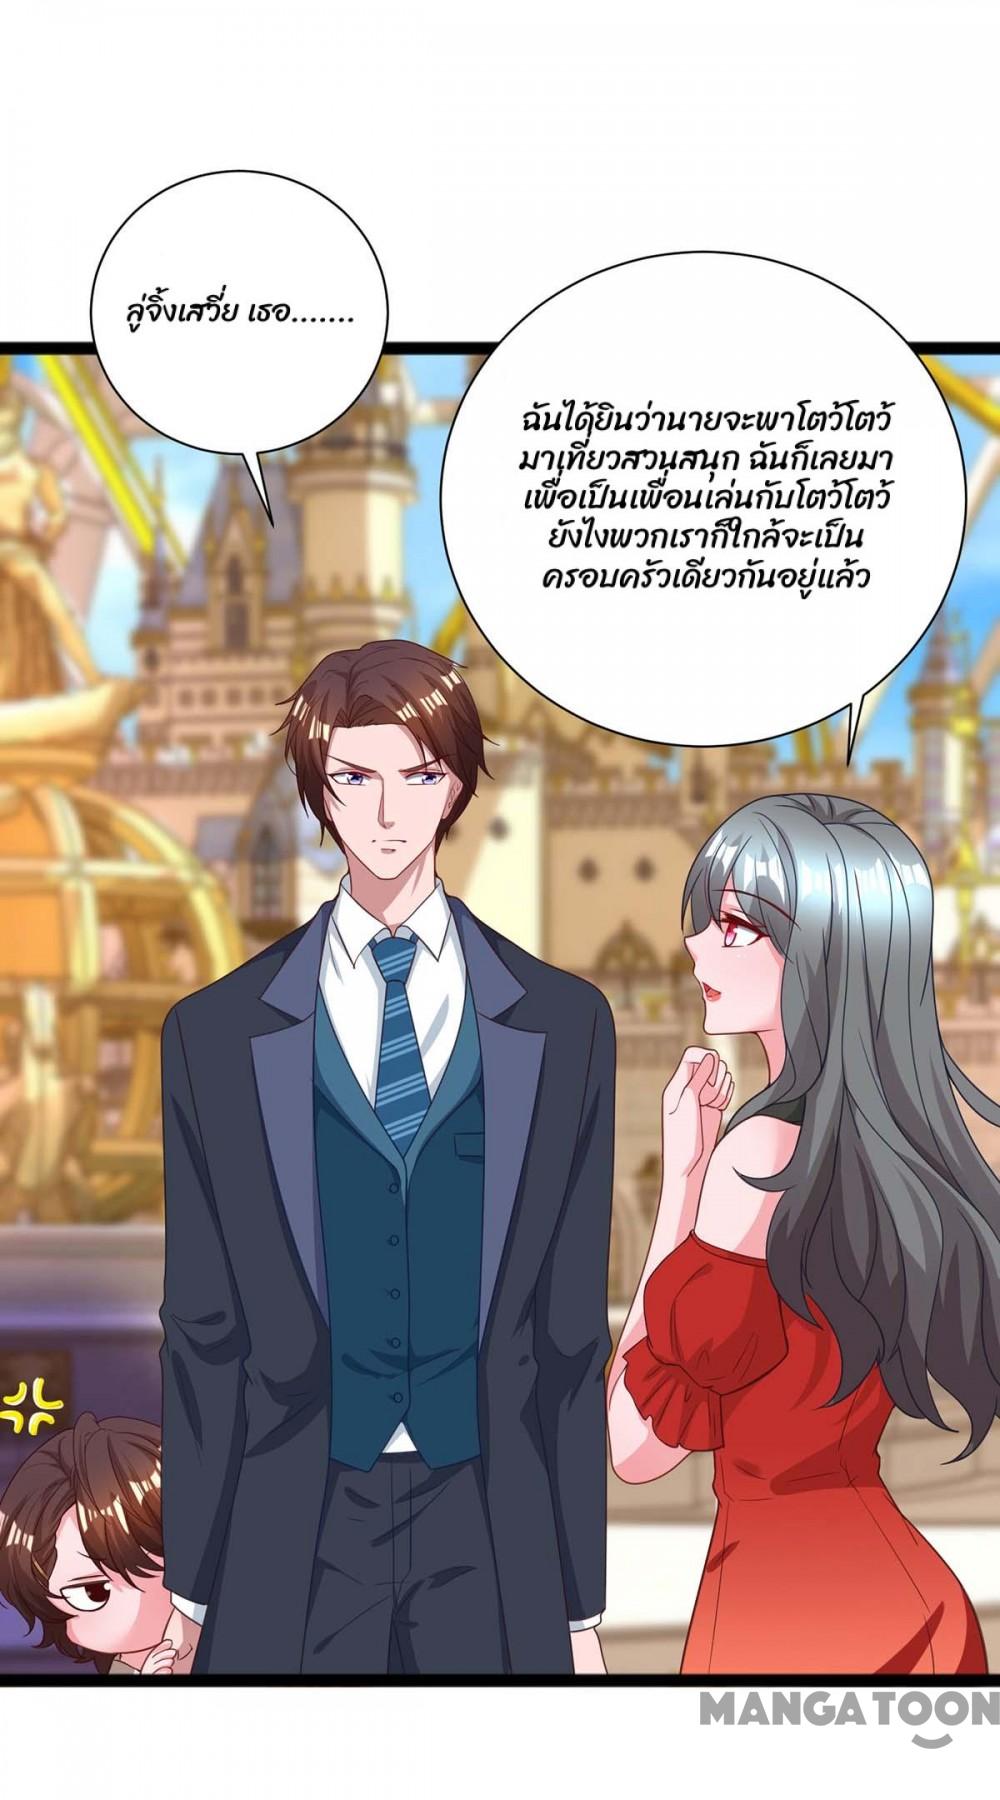 ลู่จิ้งเสวี่ย เธอ.......
ฉันได้ยินว่านายจะพาโตว้โตว้
มาเที่ยวสวนสนุก ฉันก็เลยมา
เพื่อเป็นเพื่อนเล่นกับโตว้โตว้
ยังไงพวกเราก็ใกล้จะเป็น
ครอบครัวเดียวกันอยู่แล้ว
MANGATOON